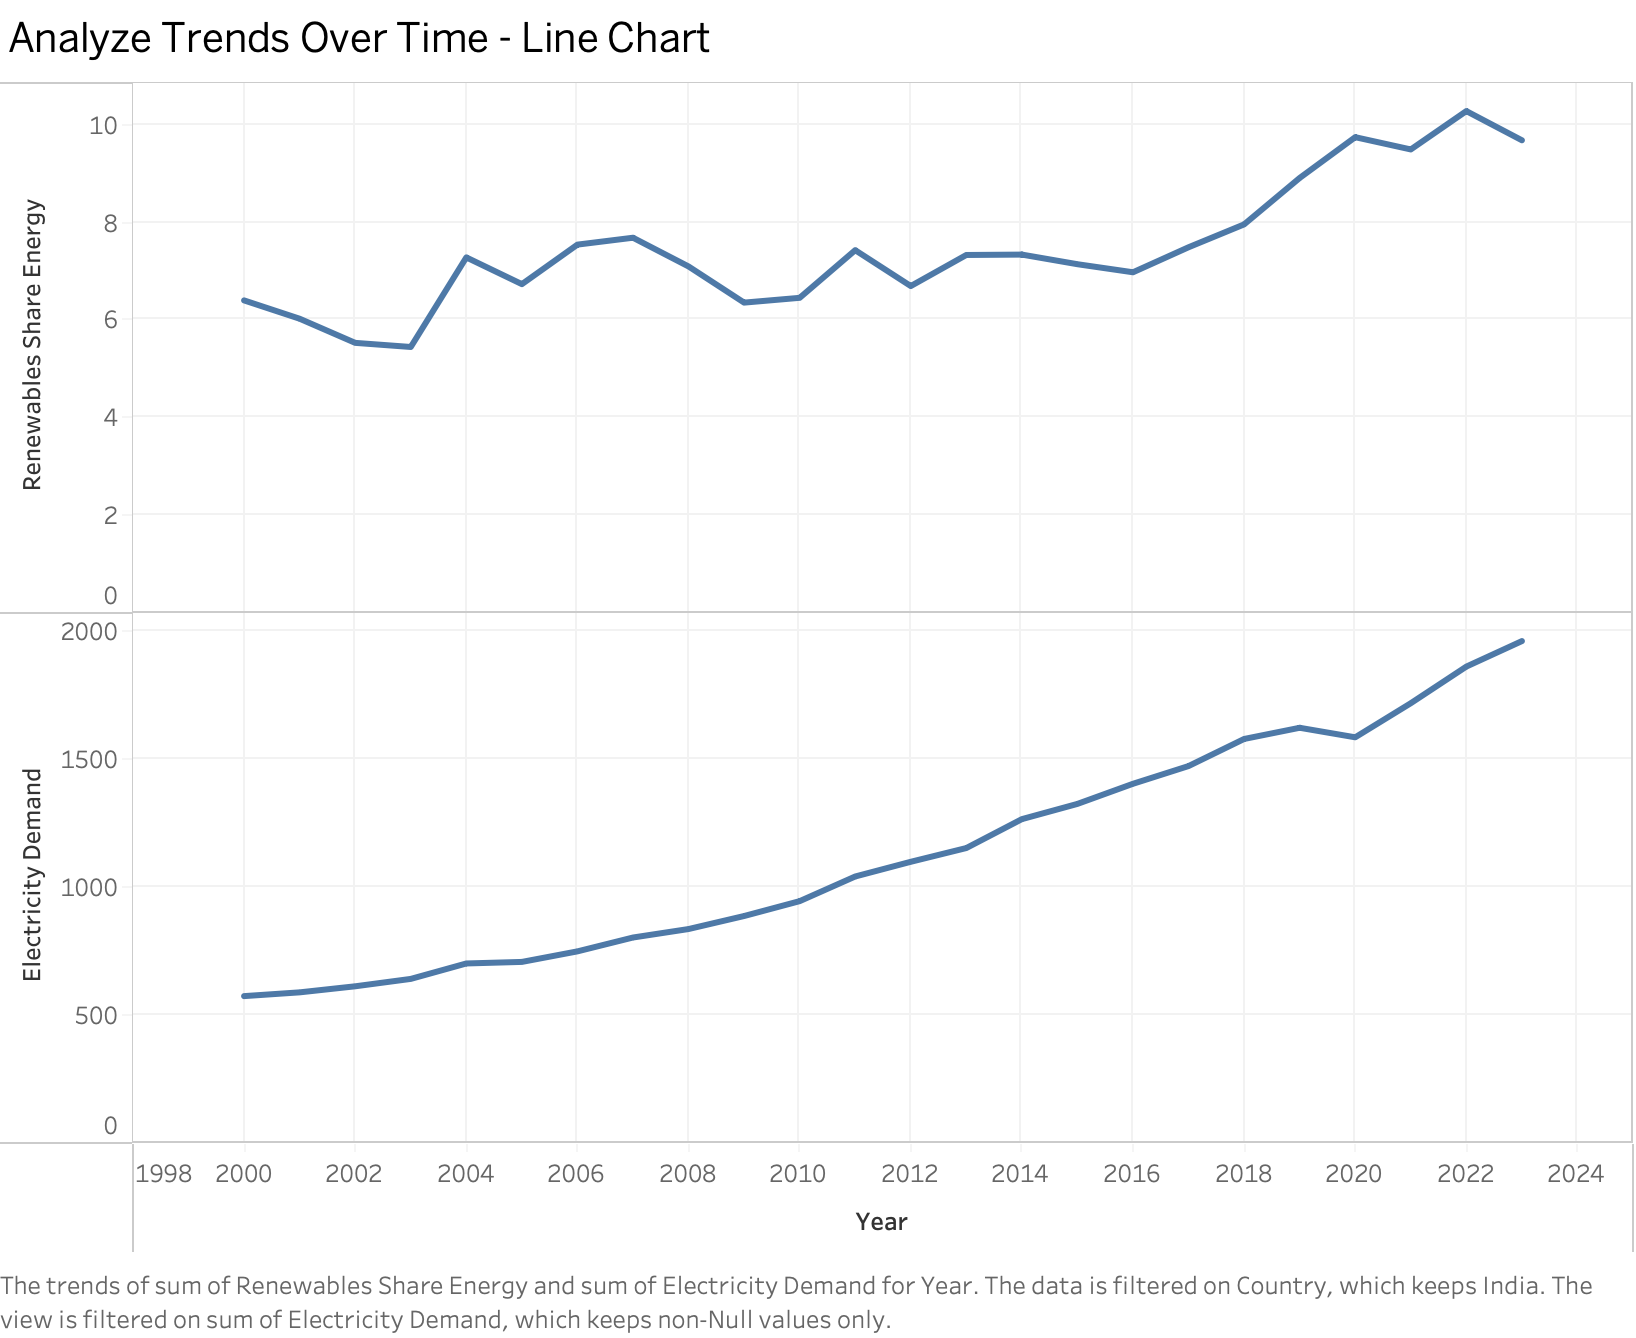 Analyze Trends Over Time - Line Chart
Renewables Share Energy
10
8
6
4
2
0
Electricity Demand
2000
1500
1000
500
0
1998 2000 2002 2004 2006 2008 2010 2012 2014 2016 2018 2020 2022 2024
Year
The trends of sum of Renewables Share Energy and sum of Electricity Demand for Year. The data is filtered on Country, which keeps India. The
view is filtered on sum of Electricity Demand, which keeps non-Null values only.